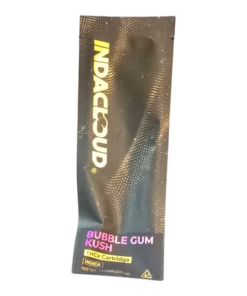 INDACLOUD
BUBBLE GUM
KUSH
THCa Cartridge
INDICA